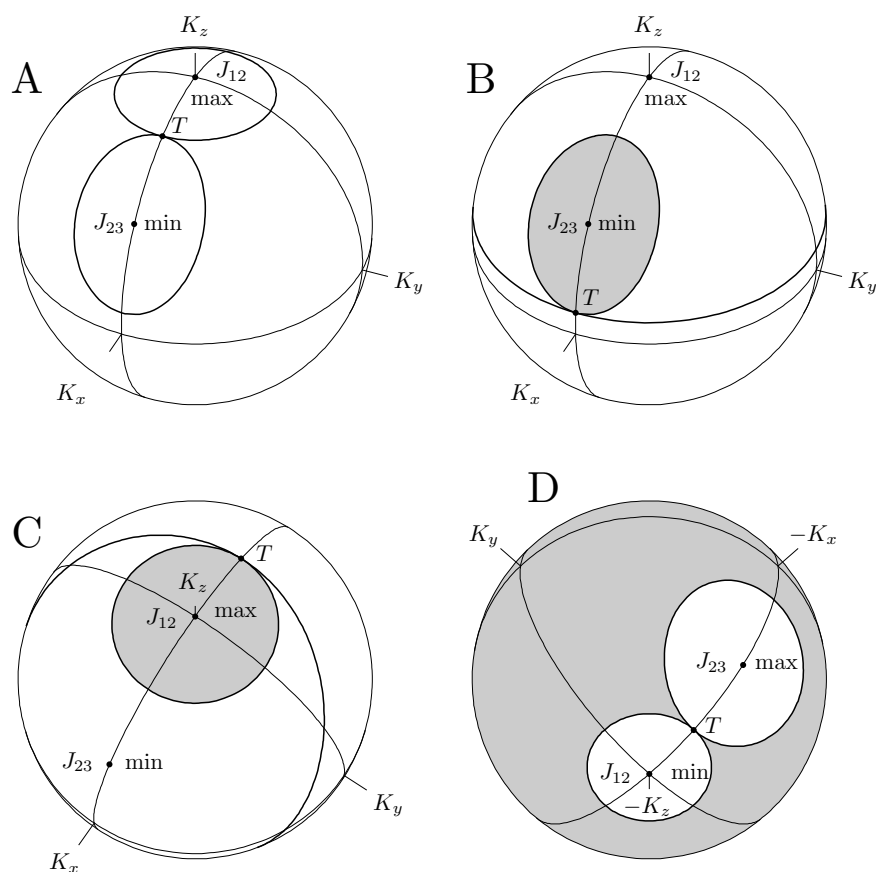 A
K_z
J_12
max
T
J_23 min
K_y
K_x
B
K_z
J_12
max
J_23 min
T
K_y
K_x
C
T
K_z
J_12 max
J_23 min
K_y
K_x
D
K_y
−K_x
J_23 max
T
J_12 min
−K_z